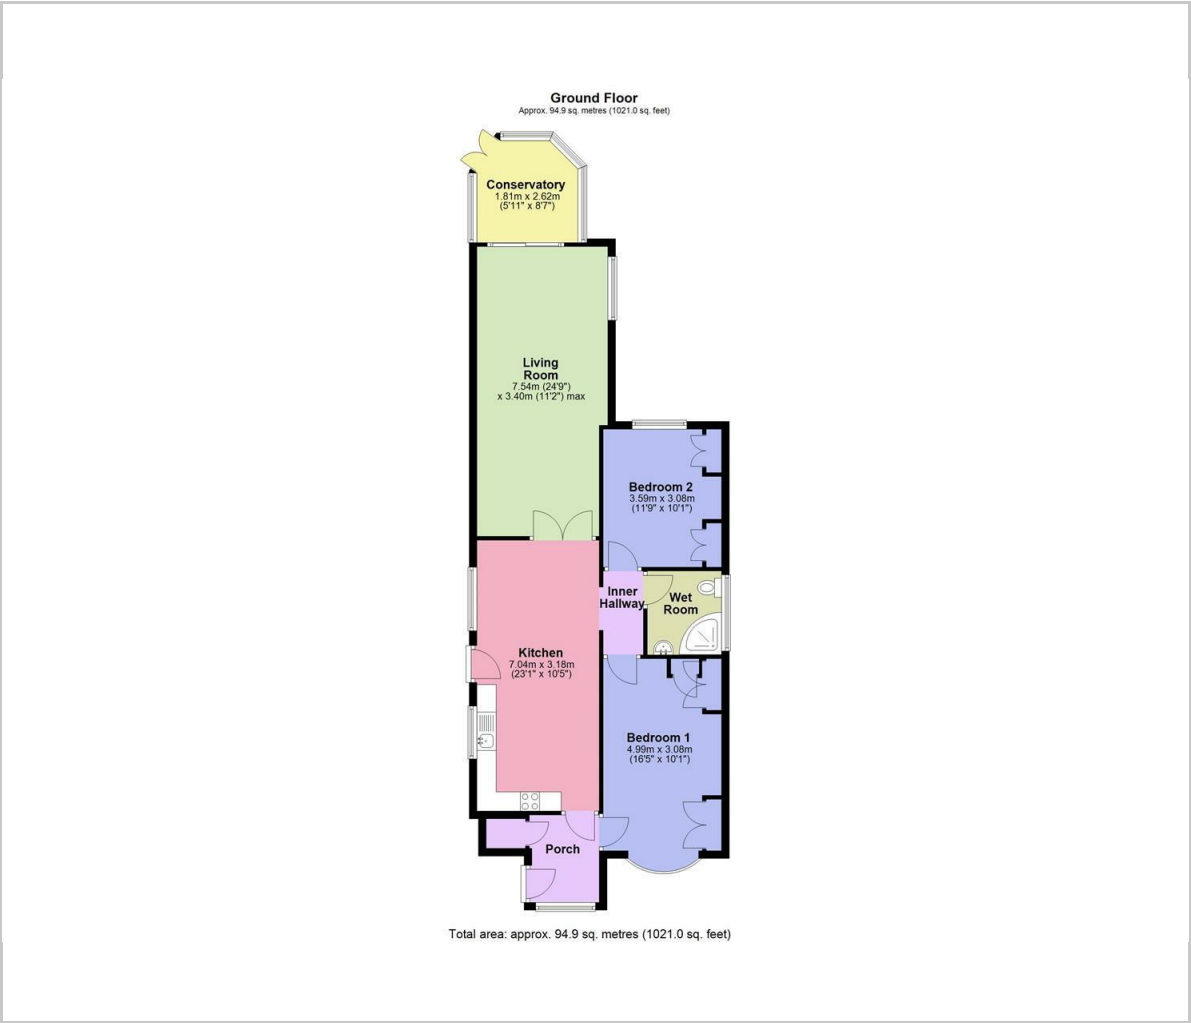 Ground Floor
Approx. 94.9 sq. metres (1021.0 sq. feet)
Conservatory
1.81m x 2.62m
(5'11" x 8'7")
Living
Room
7.54m (24'9")
x 3.40m (11'2") max
Bedroom 2
3.59m x 3.08m
(11'9" x 10'1")
Inner
Hallway
Wet
Room
Kitchen
7.04m x 3.18m
(23'1" x 10'5")
Bedroom 1
4.99m x 3.08m
(16'5" x 10'1")
Porch
Total area: approx. 94.9 sq. metres (1021.0 sq. feet)